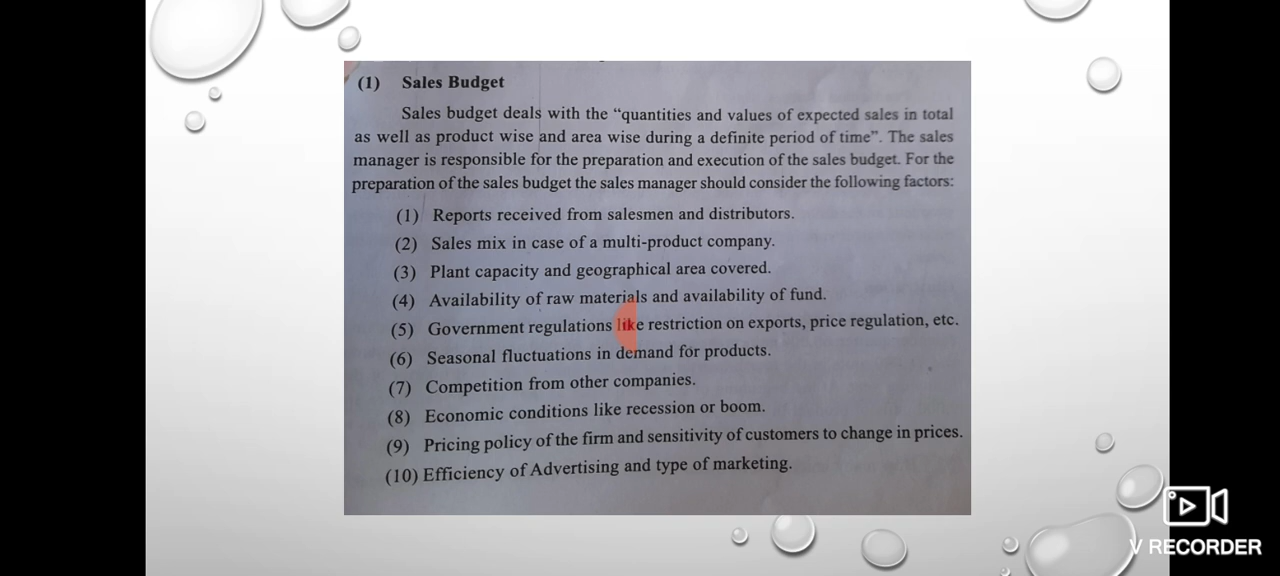 (1) Sales Budget
Sales budget deals with the “quantities and values of expected sales in total
as well as product wise and area wise during a definite period of time”. The sales
manager is responsible for the preparation and execution of the sales budget. For the
preparation of the sales budget the sales manager should consider the following factors:
(1) Reports received from salesmen and distributors.
(2) Sales mix in case of a multi-product company.
(3) Plant capacity and geographical area covered.
(4) Availability of raw materials and availability of fund.
(5) Government regulations like restriction on exports, price regulation, etc.
(6) Seasonal fluctuations in demand for products.
(7) Competition from other companies.
(8) Economic conditions like recession or boom.
(9) Pricing policy of the firm and sensitivity of customers to change in prices.
(10) Efficiency of Advertising and type of marketing.
V RECORDER